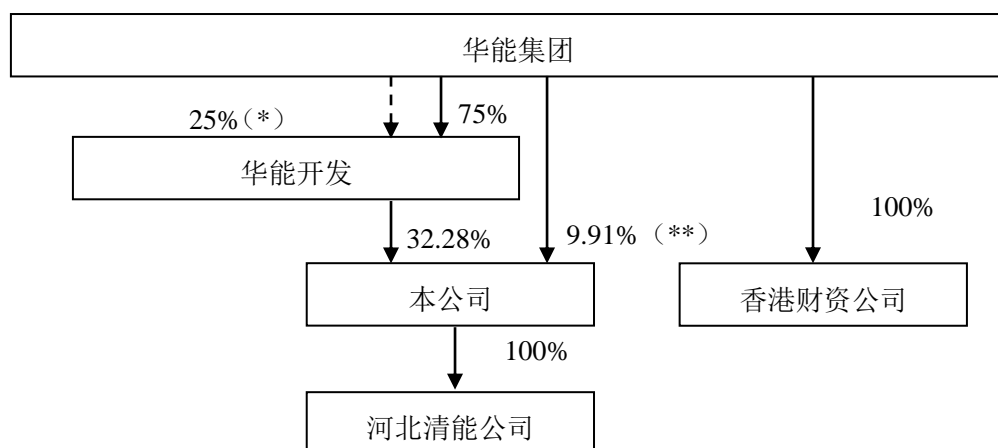 华能集团
25%（*）
75%
华能开发
100%
32.28%
9.91%（**）
本公司
香港财资公司
100%
河北清能公司